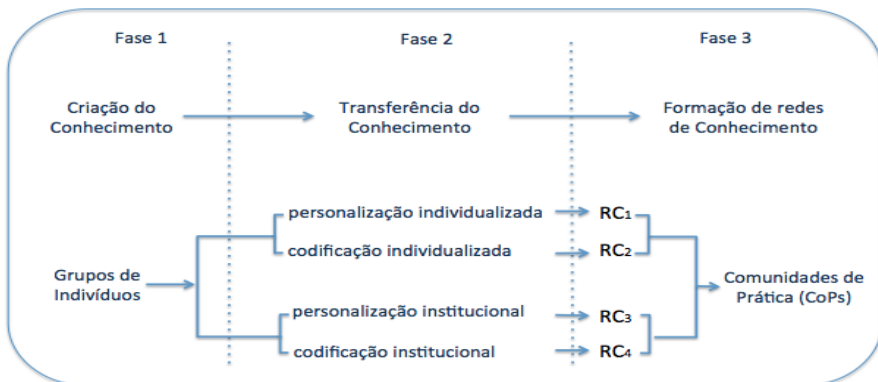 Fase 1
Fase 2
Fase 3
Criação do
Conhecimento
Transferência do
Conhecimento
Formação de redes
de Conhecimento
personalização individualizada
RC1
codificação individualizada
RC2
Grupos de
Indivíduos
personalização institucional
RC3
codificação institucional
RC4
Comunidades de
Prática (CoPs)